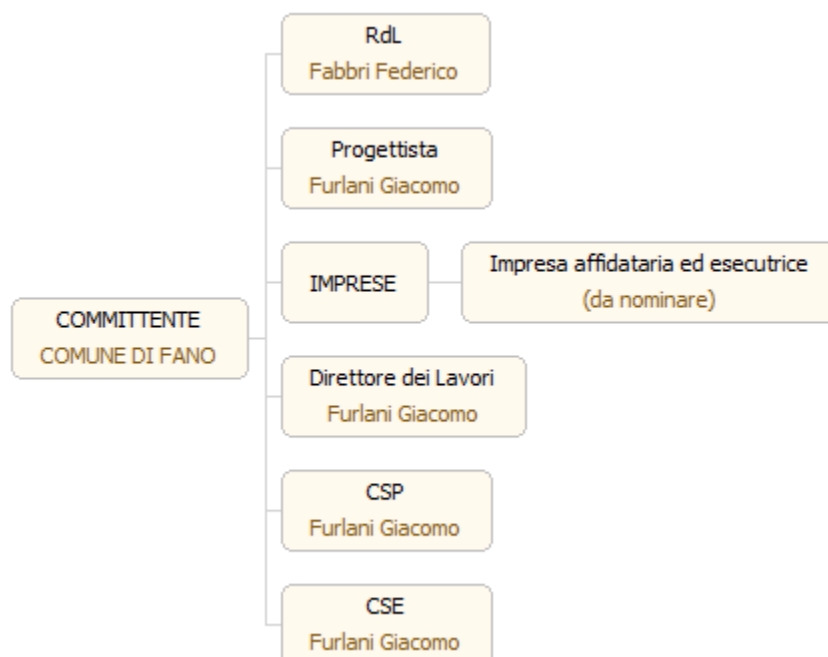 RdL
Fabbri Federico
Progettista
Furlani Giacomo
IMPRESE
Impresa affidataria ed esecutrice
(da nominare)
COMMITTENTE
COMUNE DI FANO
Direttore dei Lavori
Furlani Giacomo
CSP
Furlani Giacomo
CSE
Furlani Giacomo